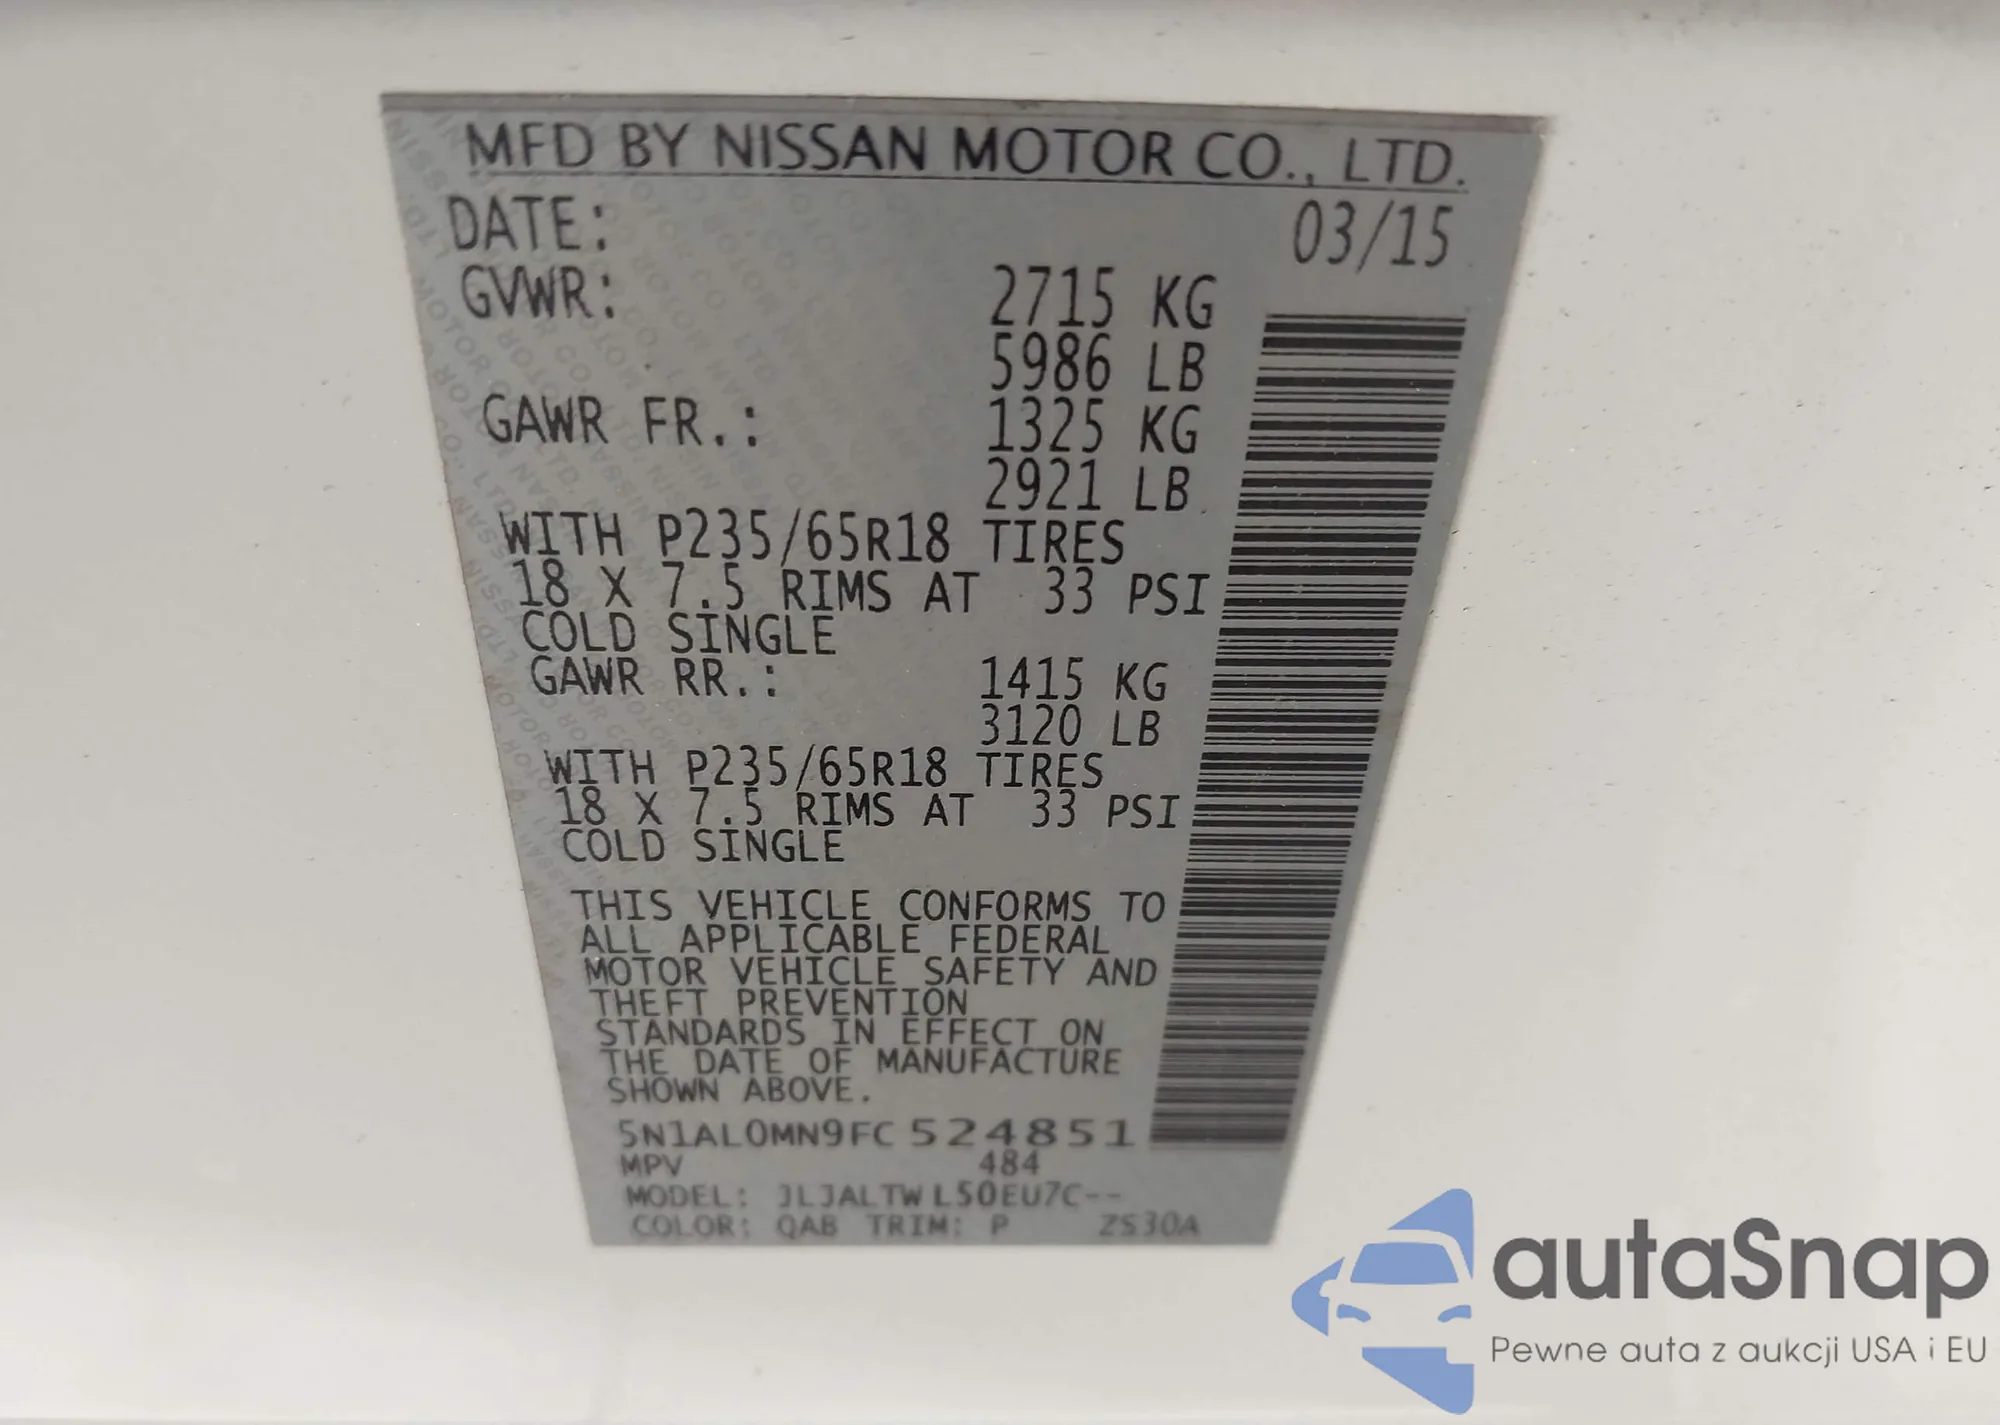 MFD BY NISSAN MOTOR CO., LTD.
DATE: 03/15
GVWR: 2715 KG
5986 LB
GAWR FR.: 1325 KG
2921 LB
WITH P235/65R18 TIRES
18 X 7.5 RIMS AT 33 PSI
COLD SINGLE
GAWR RR.: 1415 KG
3120 LB
WITH P235/65R18 TIRES
18 X 7.5 RIMS AT 33 PSI
COLD SINGLE
THIS VEHICLE CONFORMS TO
ALL APPLICABLE FEDERAL
MOTOR VEHICLE SAFETY AND
THEFT PREVENTION
STANDARDS IN EFFECT ON
THE DATE OF MANUFACTURE
SHOWN ABOVE.
5N1AL0MN9FC524851
MPV 484
MODEL: JLJALTWL50EU7C--
COLOR: QAB TRIM: P ZS30A
autaSnap
Pewne auta z aukcji USA i EU